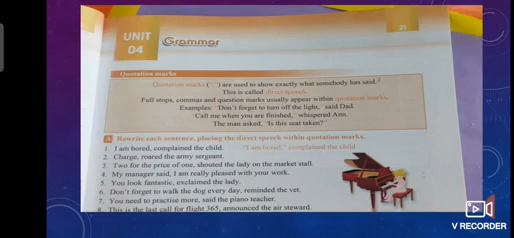 21
UNIT
04
Grammar
Quotation marks
Quotation marks (" ") are used to show exactly what somebody has said.
This is called direct speech.
Full stops, commas and question marks usually appear within quotation marks.
Examples: "Don't forget to turn off the light," said Dad.
"Call me when you are finished," whispered Ann.
The man asked, "Is this seat taken?"
A Rewrite each sentence, placing the direct speech within quotation marks.
1. I am bored, complained the child. "I am bored," complained the child.
2. Charge, roared the army sergeant.
3. Two for the price of one, shouted the lady on the market stall.
4. My manager said, I am really pleased with your work.
5. You look fantastic, exclaimed the lady.
6. Don't forget to walk the dog every day, reminded the vet.
7. You need to practise more, said the piano teacher.
8. This is the last call for flight 365, announced the air steward.
V RECORDER